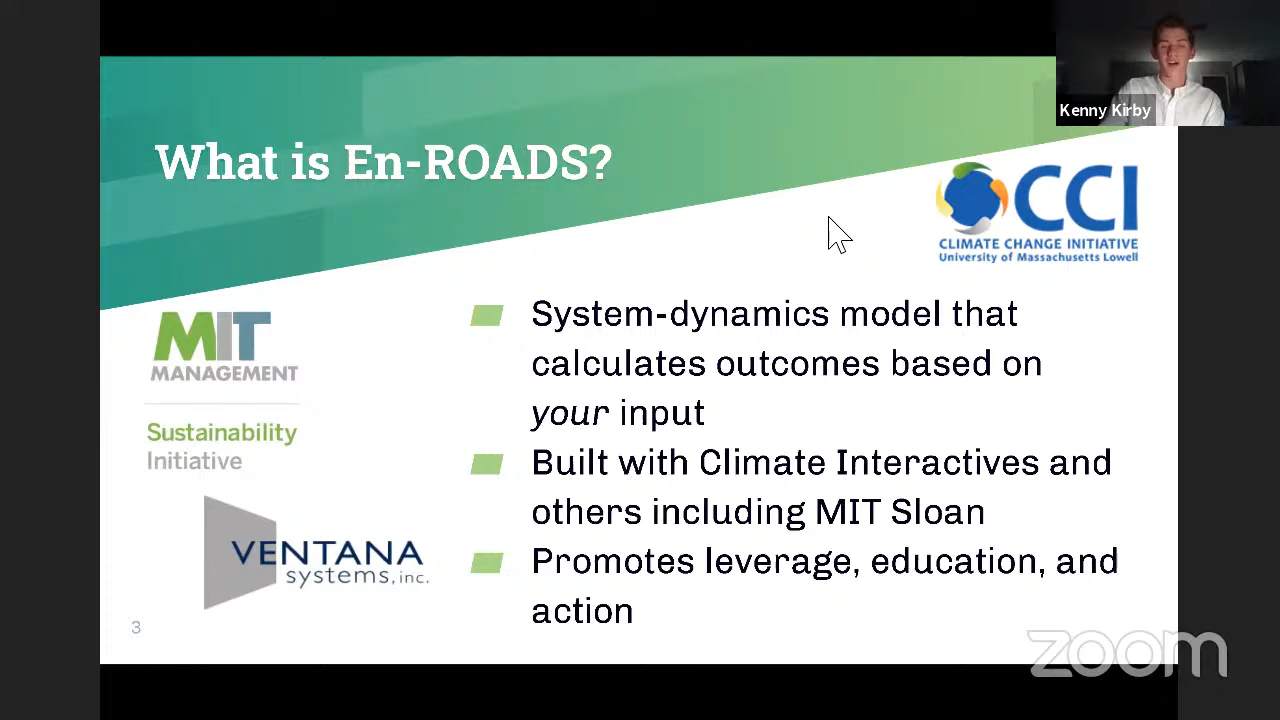 Kenny Kirby
What is En-ROADS?
CCI
CLIMATE CHANGE INITIATIVE
University of Massachusetts Lowell
MIT
MANAGEMENT
Sustainability
Initiative
VENTANA
systems, inc.
System-dynamics model that
calculates outcomes based on
your input
Built with Climate Interactives and
others including MIT Sloan
Promotes leverage, education, and
action
3
zoom